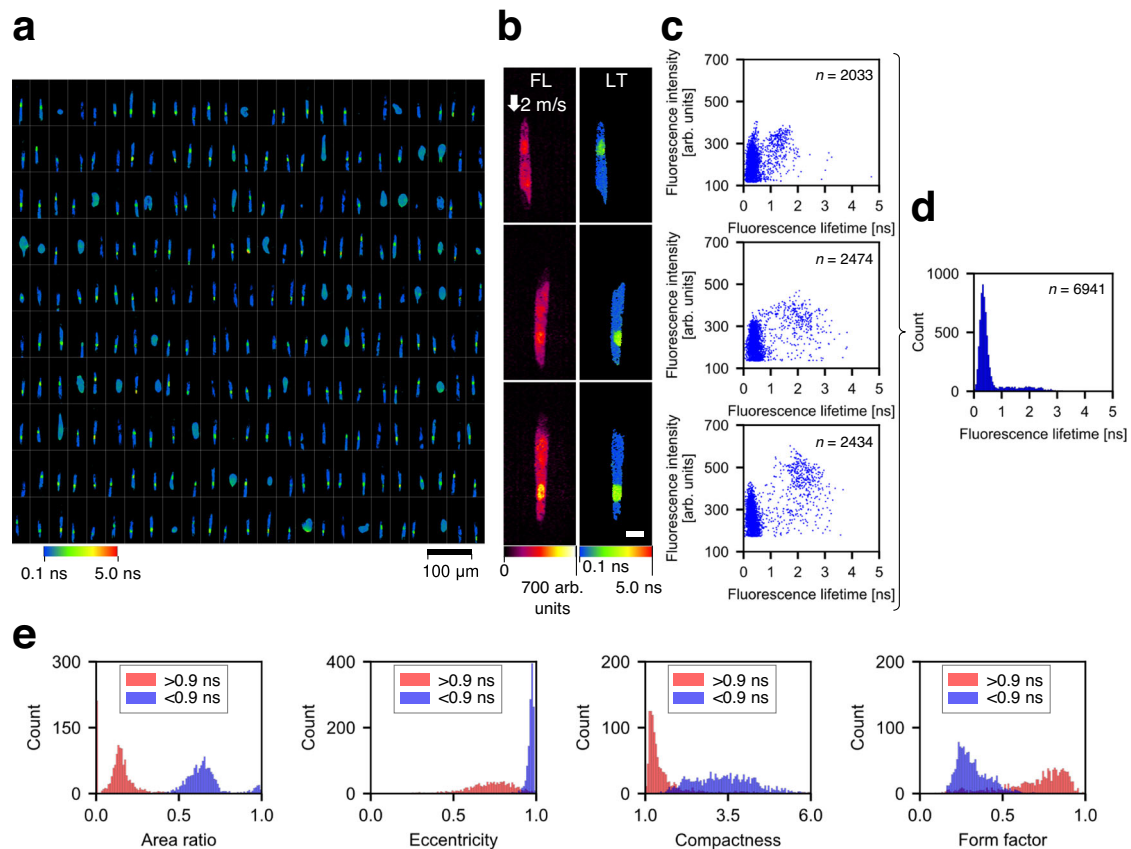 a
0.1 ns
5.0 ns
100 µm
b
FL
LT
2 m/s
0
700 arb.
units
0.1 ns
5.0 ns
c
Fluorescence intensity
[arb. units]
700
500
300
100
n = 2033
0 1 2 3 4 5
Fluorescence lifetime [ns]
Fluorescence intensity
[arb. units]
700
500
300
100
n = 2474
0 1 2 3 4 5
Fluorescence lifetime [ns]
Fluorescence intensity
[arb. units]
700
500
300
100
n = 2434
0 1 2 3 4 5
Fluorescence lifetime [ns]
d
Count
1000
500
0
n = 6941
0 1 2 3 4 5
Fluorescence lifetime [ns]
e
Count
300
150
0
>0.9 ns
<0.9 ns
0.0 0.5 1.0
Area ratio
Count
400
200
0
>0.9 ns
<0.9 ns
0.0 0.5 1.0
Eccentricity
Count
200
100
0
>0.9 ns
<0.9 ns
1.0 3.5 6.0
Compactness
Count
200
100
0
>0.9 ns
<0.9 ns
0.0 0.5 1.0
Form factor